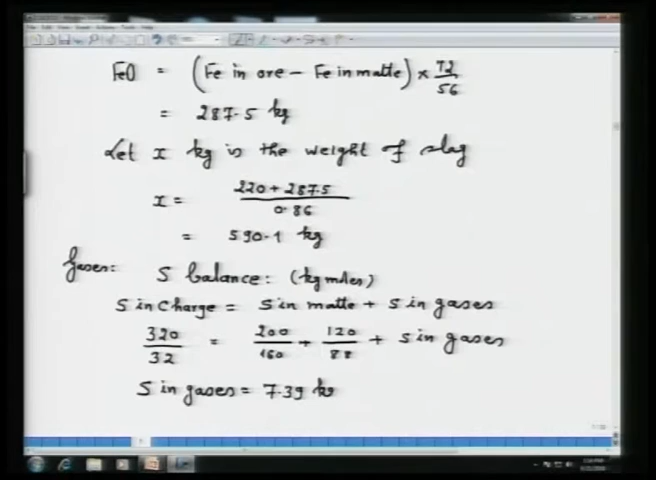 FeO = (Fe in ore - Fe in matte) × 72/56
= 287.5 kg
Let x kg is the weight of slag
x = 220 + 287.5 / 0.86
= 590.1 kg
Gases: S balance: (kg moles)
S in charge = S in matte + S in gases
320/32 = 200/160 + 120/88 + S in gases
S in gases = 7.39 kg